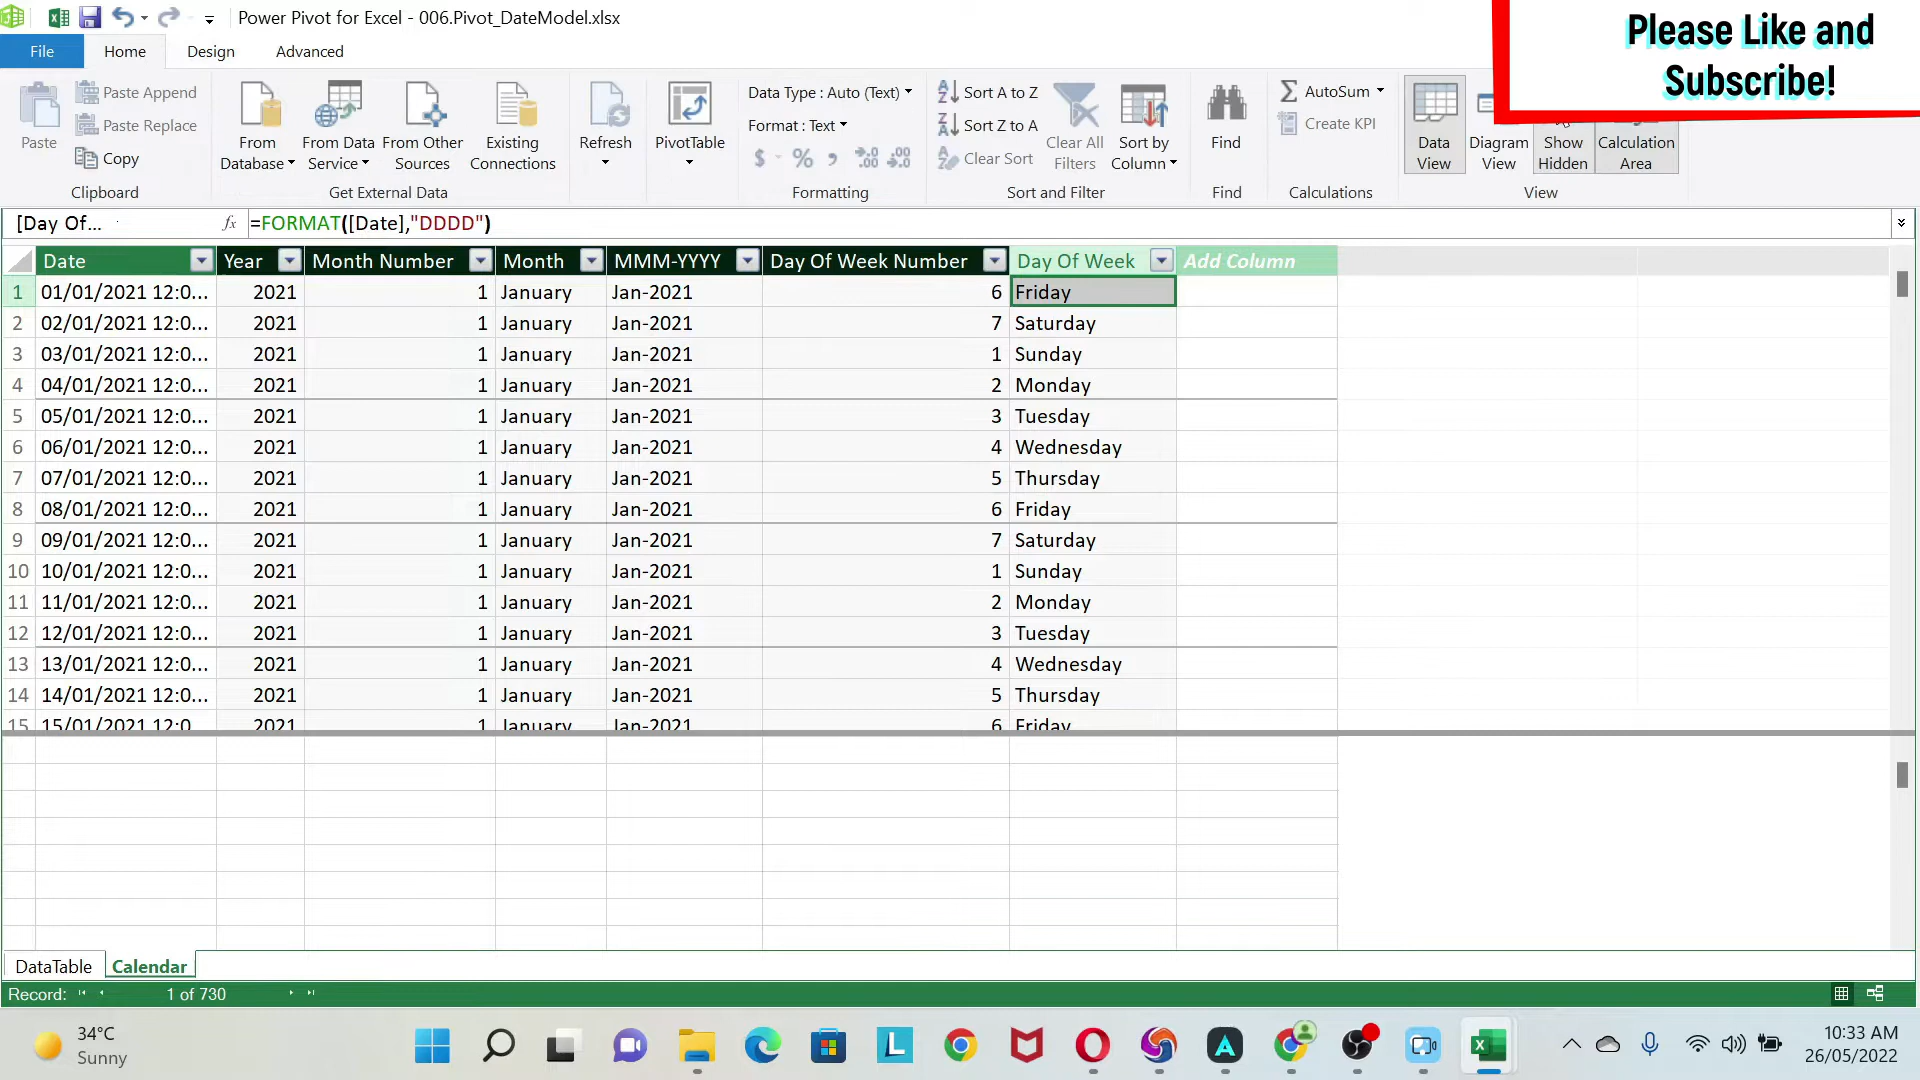 Power Pivot for Excel - 006.Pivot_DateModel.xlsx
Please Like and
Subscribe!
File Home Design Advanced
Paste
Paste Append
Paste Replace
Copy
Clipboard
From
Database
From Data
Service
From Other
Sources
Existing
Connections
Get External Data
Refresh
PivotTable
Data Type : Auto (Text)
Format : Text
$ % ,
Formatting
Sort A to Z
Sort Z to A
Clear Sort
Clear All
Filters
Sort by
Column
Sort and Filter
Find
Find
AutoSum
Create KPI
Calculations
Data
View
Diagram
View
Show
Hidden
Calculation
Area
View
[Day Of... fx =FORMAT([Date],"DDDD")
Date Year Month Number Month MMM-YYYY Day Of Week Number Day Of Week Add Column
1 01/01/2021 12:0... 2021 1 January Jan-2021 6 Friday
2 02/01/2021 12:0... 2021 1 January Jan-2021 7 Saturday
3 03/01/2021 12:0... 2021 1 January Jan-2021 1 Sunday
4 04/01/2021 12:0... 2021 1 January Jan-2021 2 Monday
5 05/01/2021 12:0... 2021 1 January Jan-2021 3 Tuesday
6 06/01/2021 12:0... 2021 1 January Jan-2021 4 Wednesday
7 07/01/2021 12:0... 2021 1 January Jan-2021 5 Thursday
8 08/01/2021 12:0... 2021 1 January Jan-2021 6 Friday
9 09/01/2021 12:0... 2021 1 January Jan-2021 7 Saturday
10 10/01/2021 12:0... 2021 1 January Jan-2021 1 Sunday
11 11/01/2021 12:0... 2021 1 January Jan-2021 2 Monday
12 12/01/2021 12:0... 2021 1 January Jan-2021 3 Tuesday
13 13/01/2021 12:0... 2021 1 January Jan-2021 4 Wednesday
14 14/01/2021 12:0... 2021 1 January Jan-2021 5 Thursday
15 15/01/2021 12:0 2021 1 January Jan-2021 6 Friday
DataTable Calendar
Record: 1 of 730
34°C
Sunny
10:33 AM
26/05/2022